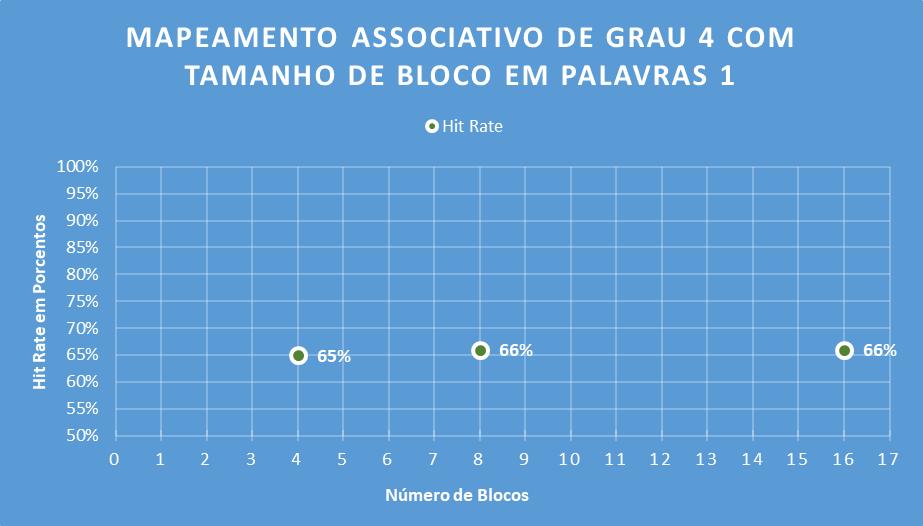 MAPEAMENTO ASSOCIATIVO DE GRAU 4 COM
TAMANHO DE BLOCO EM PALAVRAS 1
Hit Rate
Hit Rate em Porcentos
100%
95%
90%
85%
80%
75%
70%
65%
60%
55%
50%
65%
66%
66%
0 1 2 3 4 5 6 7 8 9 10 11 12 13 14 15 16 17
Número de Blocos